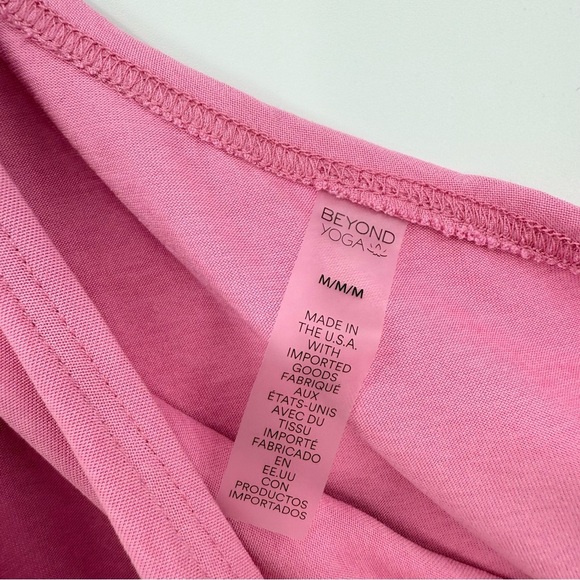 BEYOND
YOGA
M/M/M
MADE IN
THE U.S.A.
WITH
IMPORTED
GOODS
FABRIQUÉ
AUX
ÉTATS-UNIS
AVEC DU
TISSU
IMPORTÉ
FABRICADO
EN
EE.UU
CON
PRODUCTOS
IMPORTADOS